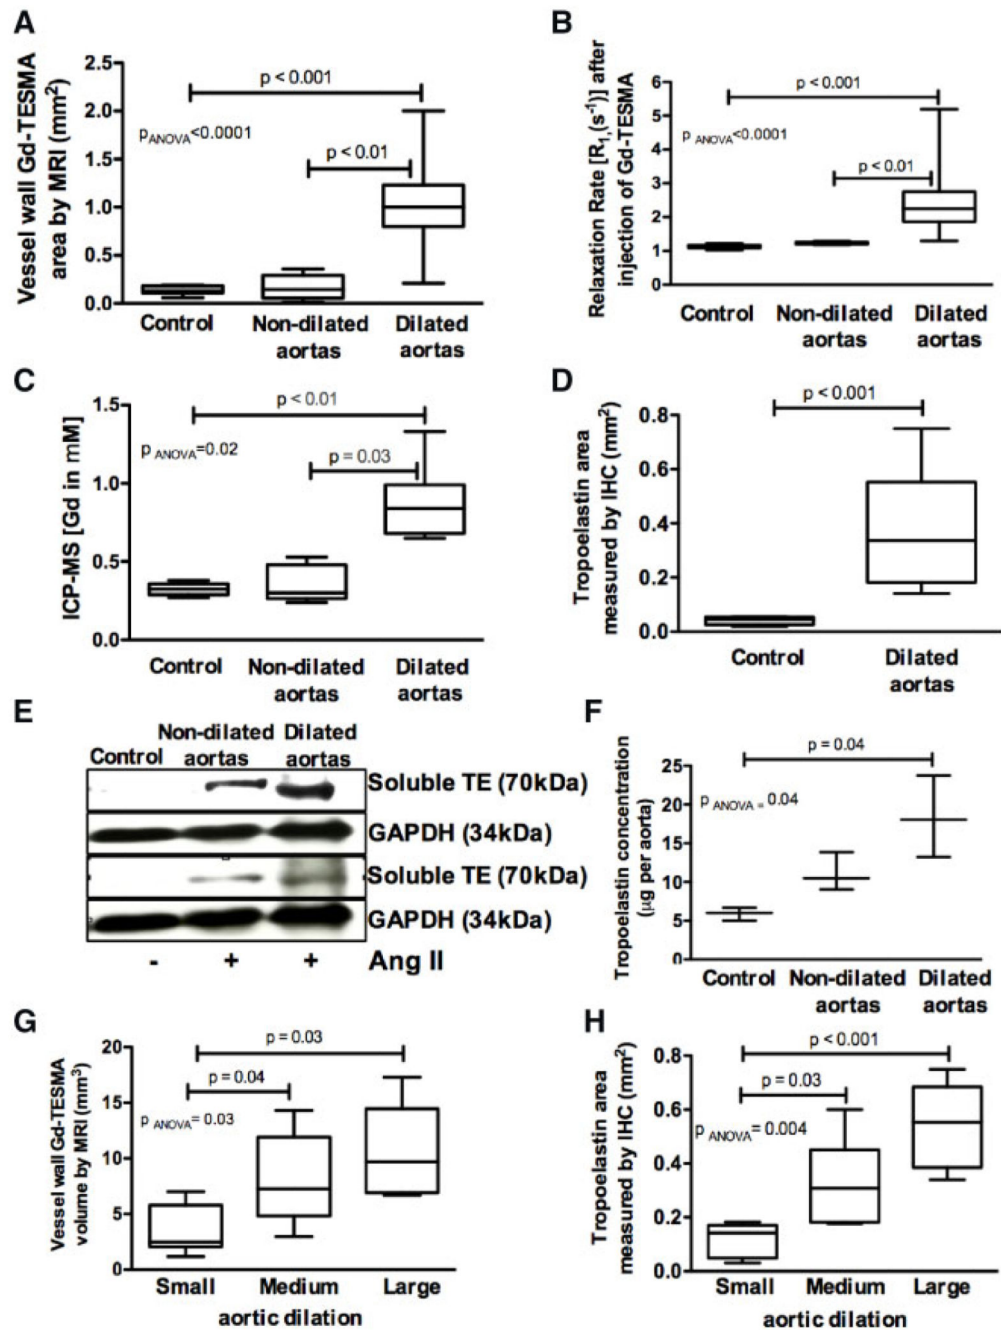 A
Vessel wall Gd-TESMA
area by MRI (mm²)
2.5
2.0
1.5
1.0
0.5
0.0
p < 0.001
pANOVA<0.0001
p < 0.01
Control
Non-dilated
aortas
Dilated
aortas
B
Relaxation Rate [R1,(s⁻¹)] after
injection of Gd-TESMA
6
5
4
3
2
1
0
p < 0.001
p ANOVA<0.0001
p < 0.01
Control
Non-dilated
aortas
Dilated
aortas
C
ICP-MS [Gd in mM]
1.5
1.0
0.5
0.0
p < 0.01
p ANOVA=0.02
p = 0.03
Control
Non-dilated
aortas
Dilated
aortas
D
Tropoelastin area
measured by IHC (mm²)
0.8
0.6
0.4
0.2
0.0
p < 0.001
Control
Dilated
aortas
E
Control
Non-dilated
aortas
Dilated
aortas
Soluble TE (70kDa)
GAPDH (34kDa)
Soluble TE (70kDa)
GAPDH (34kDa)
- + + Ang II
F
Tropoelastin concentration
(µg per aorta)
25
20
15
10
5
0
p = 0.04
p ANOVA = 0.04
Control
Non-dilated
aortas
Dilated
aortas
G
Vessel wall Gd-TESMA
volume by MRI (mm³)
20
15
10
5
0
p = 0.03
p = 0.04
p ANOVA= 0.03
Small
Medium
Large
aortic dilation
H
Tropoelastin area
measured by IHC (mm²)
0.8
0.6
0.4
0.2
0.0
p < 0.001
p = 0.03
p ANOVA= 0.004
Small
Medium
Large
aortic dilation